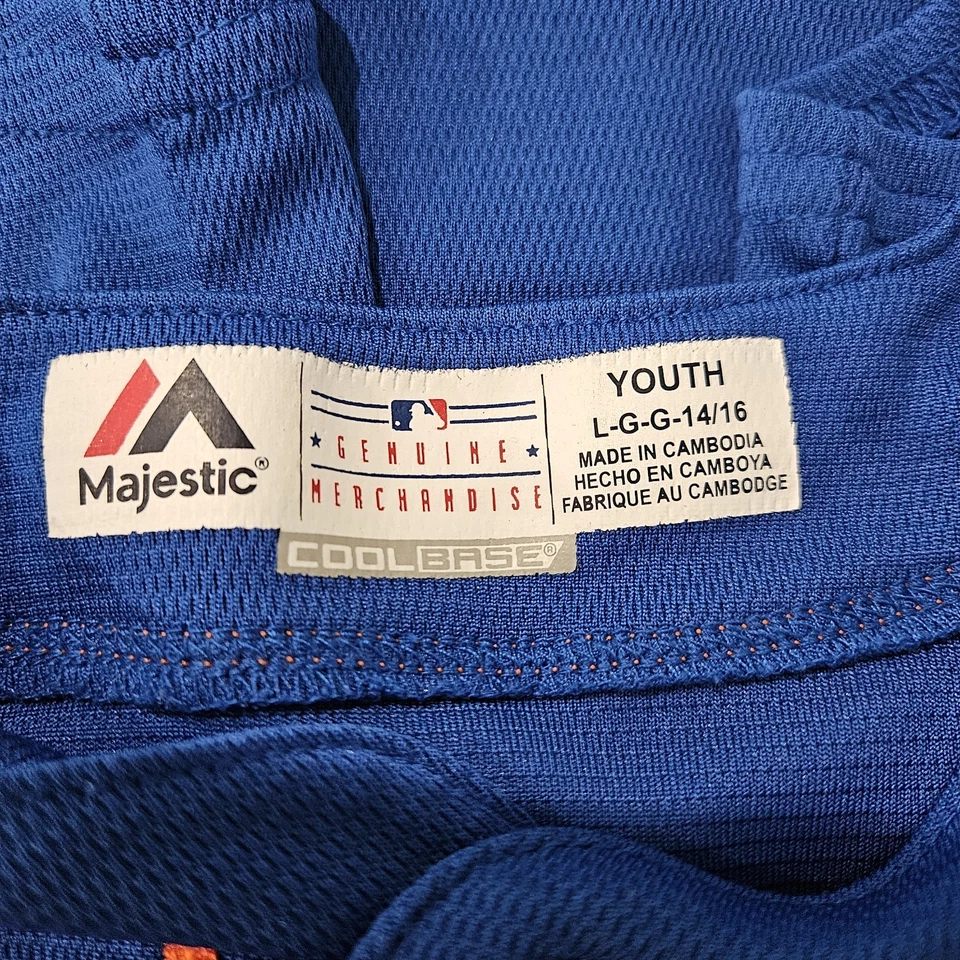 Majestic®
GENUINE
MERCHANDISE
COOLBASE®
YOUTH
L-G-G-14/16
MADE IN CAMBODIA
HECHO EN CAMBOYA
FABRIQUE AU CAMBODGE